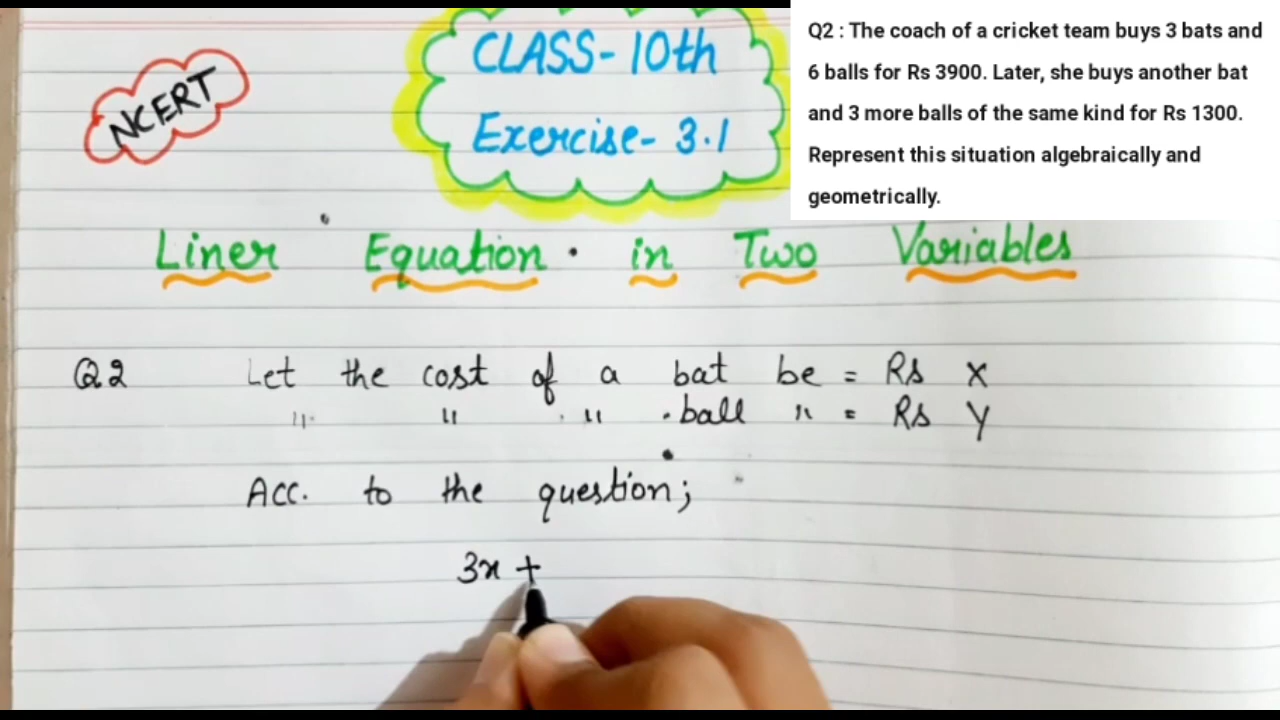 NCERT
CLASS-10th
Exercise-3.1
Q2 : The coach of a cricket team buys 3 bats and
6 balls for Rs 3900. Later, she buys another bat
and 3 more balls of the same kind for Rs 1300.
Represent this situation algebraically and
geometrically.
Liner Equation in Two Variables
Q2 Let the cost of a bat be = Rs X
" " " ball " = Rs Y
Acc. to the question;
3x +